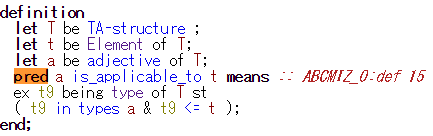 definition
let T be TA-structure ;
let t be Element of T;
let a be adjective of T;
pred a is_applicable_to t means :: ABCMIZ_0:def 15
ex t9 being type of T st
( t9 in types a & t9 <= t );
end;